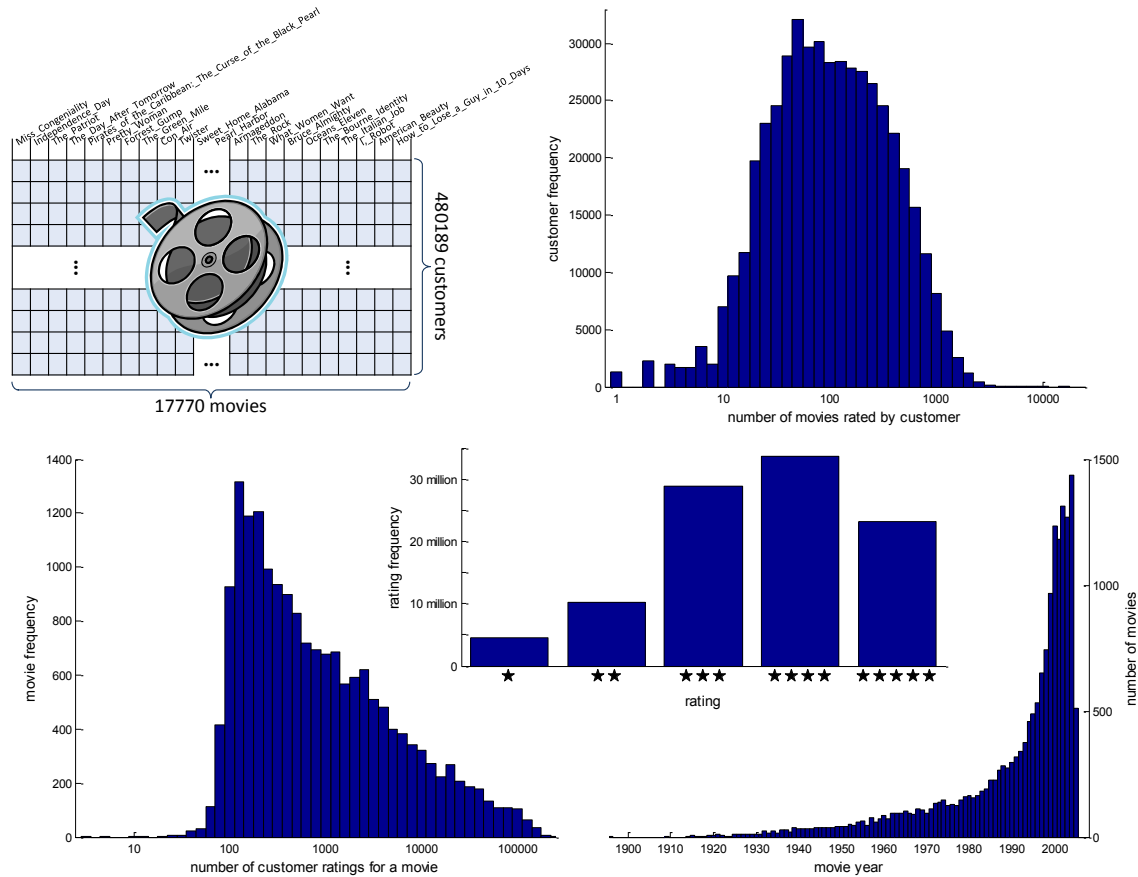 Miss_Congeniality
Independence_Day
The_Patriot
The_Day_After_Tomorrow
Pirates_of_the_Caribbean:_The_Curse_of_the_Black_Pearl
Pretty_Woman
Forrest_Gump
The_Green_Mile
Con_Air
Twister
Sweet_Home_Alabama
Pearl_Harbor
Armageddon
The_Rock
What_Women_Want
Bruce_Almighty
Oceans_Eleven
The_Bourne_Identity
The_Italian_Job
I,_Robot
American_Beauty
How_to_Lose_a_Guy_in_10_Days
...
...
...
...
480189 customers
17770 movies
30000
25000
20000
15000
10000
5000
0
customer frequency
1 10 100 1000 10000
number of movies rated by customer
1400
1200
1000
800
600
400
200
0
movie frequency
10 100 1000 10000 100000
number of customer ratings for a movie
30 million
20 million
10 million
0
rating frequency
★ ★★ ★★★ ★★★★ ★★★★★
rating
1500
1000
500
0
number of movies
1900 1910 1920 1930 1940 1950 1960 1970 1980 1990 2000
movie year